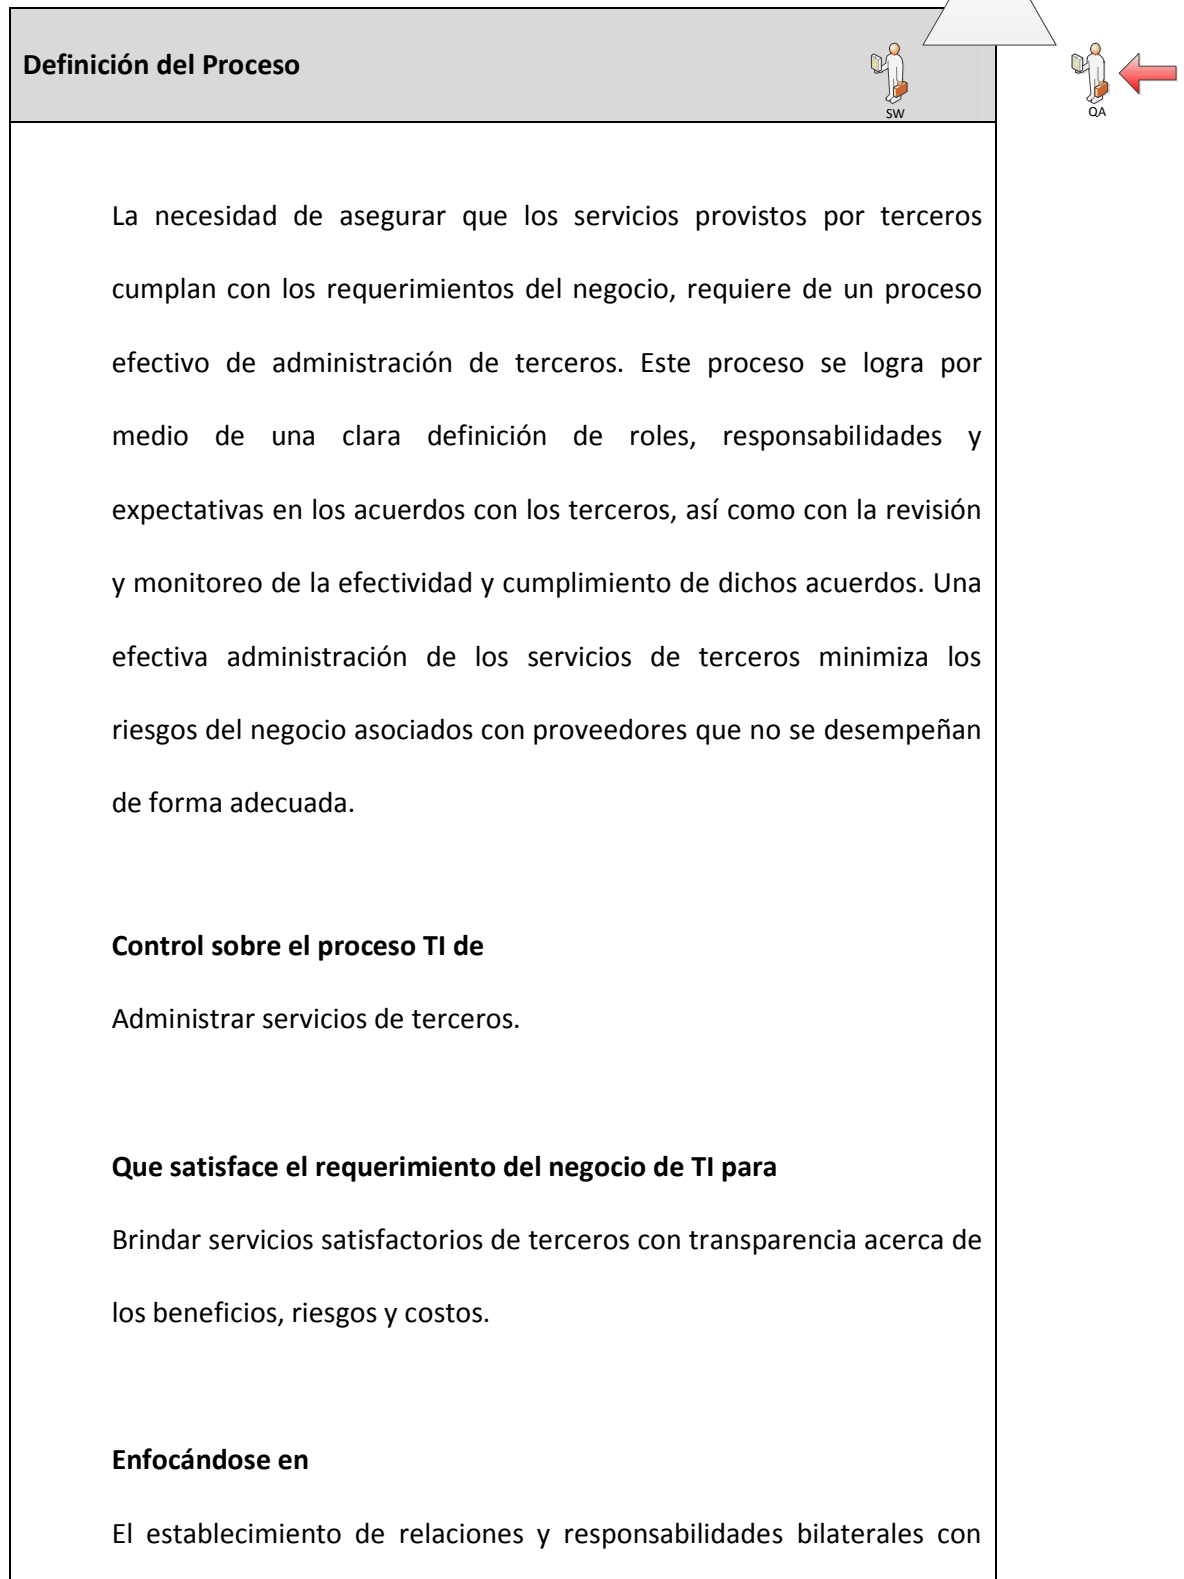 Definición del Proceso
SW
QA
La necesidad de asegurar que los servicios provistos por terceros
cumplan con los requerimientos del negocio, requiere de un proceso
efectivo de administración de terceros. Este proceso se logra por
medio de una clara definición de roles, responsabilidades y
expectativas en los acuerdos con los terceros, así como con la revisión
y monitoreo de la efectividad y cumplimiento de dichos acuerdos. Una
efectiva administración de los servicios de terceros minimiza los
riesgos del negocio asociados con proveedores que no se desempeñan
de forma adecuada.
Control sobre el proceso TI de
Administrar servicios de terceros.
Que satisface el requerimiento del negocio de TI para
Brindar servicios satisfactorios de terceros con transparencia acerca de
los beneficios, riesgos y costos.
Enfocándose en
El establecimiento de relaciones y responsabilidades bilaterales con